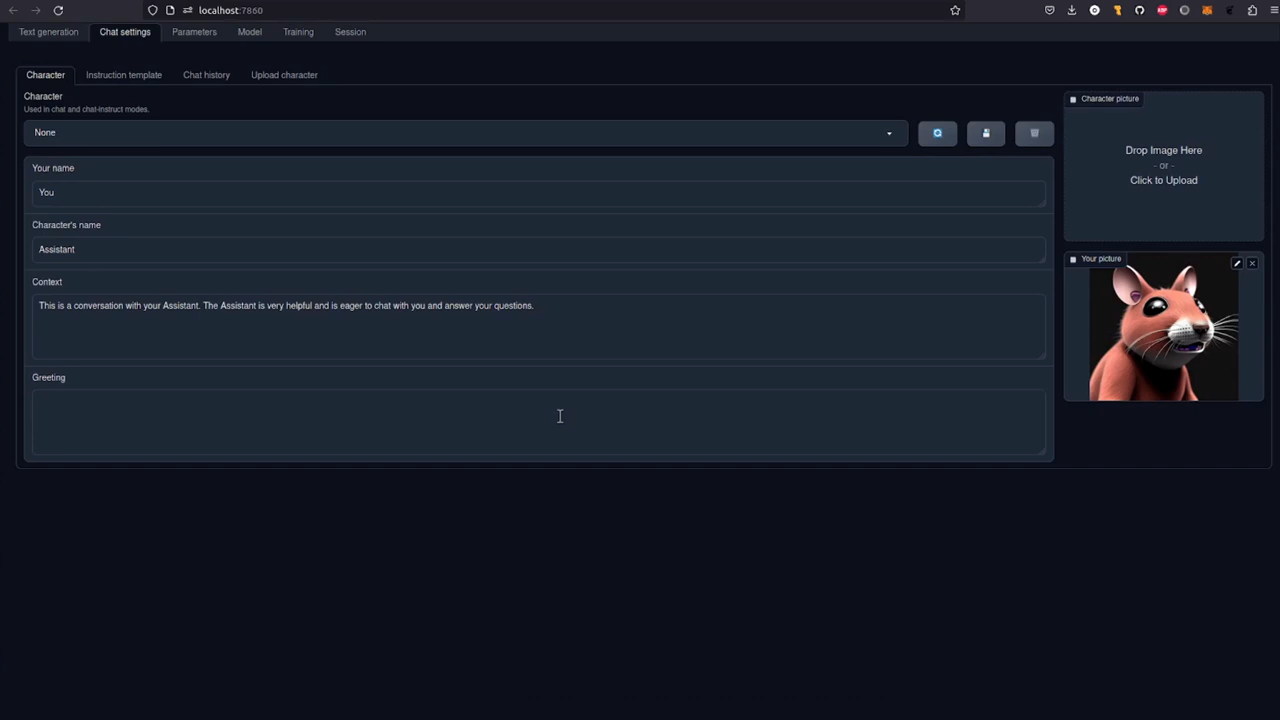 localhost:7860
Text generation
Chat settings
Parameters
Model
Training
Session
Character
Instruction template
Chat history
Upload character
Character
Used in chat and chat-instruct modes.
None
Your name
You
Character's name
Assistant
Context
This is a conversation with your Assistant. The Assistant is very helpful and is eager to chat with you and answer your questions.
Greeting
Character picture
Drop Image Here
- or -
Click to Upload
Your picture